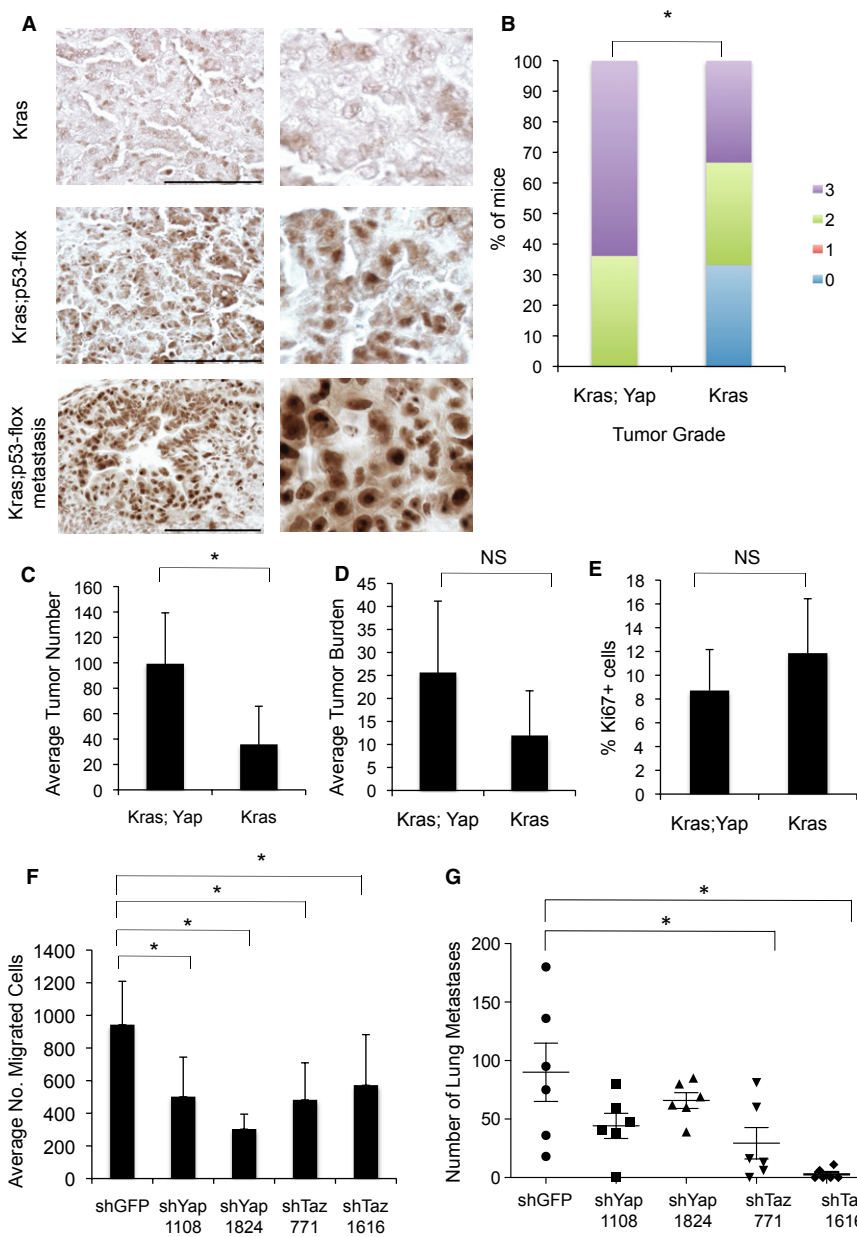 A
Kras
Kras;p53-flox
Kras;p53-flox
metastasis
B
*
% of mice
100
90
80
70
60
50
40
30
20
10
0
Kras; Yap
Kras
Tumor Grade
3
2
1
0
C
*
Average Tumor Number
160
140
120
100
80
60
40
20
0
Kras; Yap
Kras
D
NS
Average Tumor Burden
45
40
35
30
25
20
15
10
5
0
Kras; Yap
Kras
E
NS
% Ki67+ cells
18
16
14
12
10
8
6
4
2
0
Kras;Yap
Kras
F
*
*
*
*
Average No. Migrated Cells
1400
1200
1000
800
600
400
200
0
shGFP
shYap
1108
shYap
1824
shTaz
771
shTaz
1616
G
*
*
Number of Lung Metastases
200
150
100
50
0
shGFP
shYap
1108
shYap
1824
shTaz
771
shTa
1616